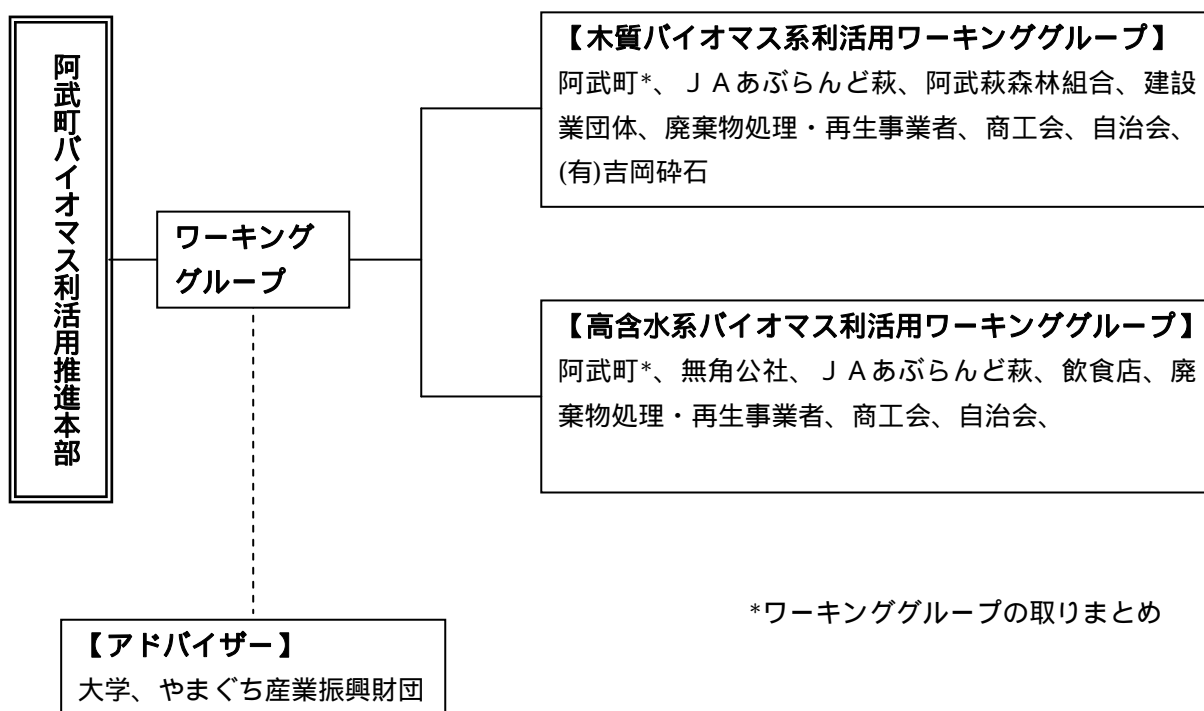 阿武町バイオマス利活用推進本部
ワーキング
グループ
【木質バイオマス系利活用ワーキンググループ】
阿武町*、ＪＡあぶらんど萩、阿武萩森林組合、建設
業団体、廃棄物処理・再生事業者、商工会、自治会、
(有)吉岡砕石
【高含水系バイオマス利活用ワーキンググループ】
阿武町*、無角公社、ＪＡあぶらんど萩、飲食店、廃
棄物処理・再生事業者、商工会、自治会、
*ワーキンググループの取りまとめ
【アドバイザー】
大学、やまぐち産業振興財団